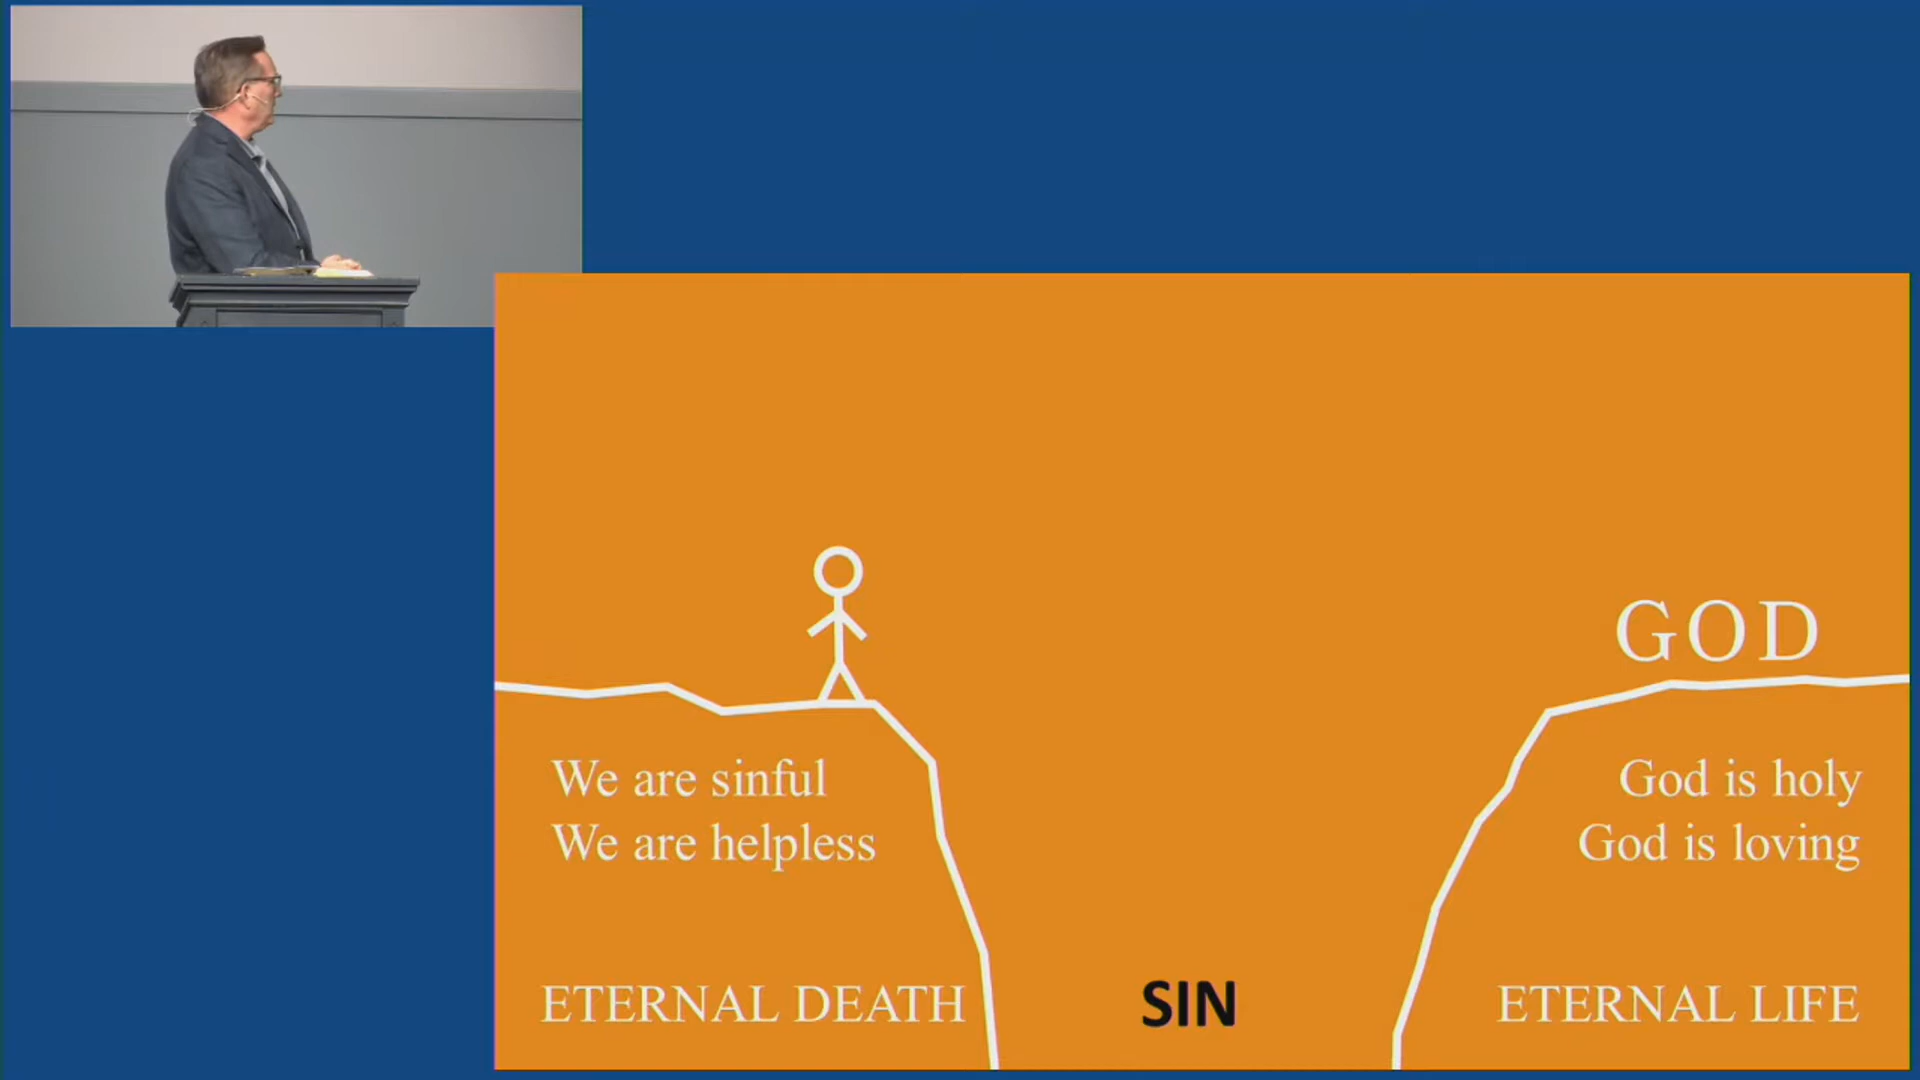 GOD
We are sinful
We are helpless
God is holy
God is loving
ETERNAL DEATH
SIN
ETERNAL LIFE